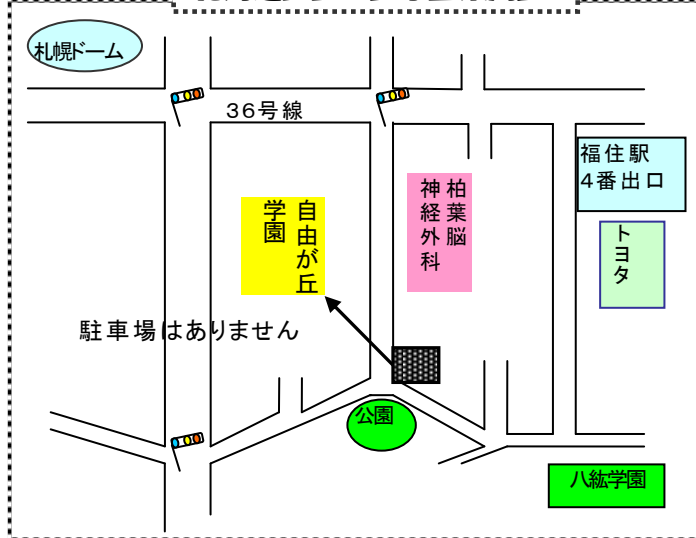 札幌ドーム
36号線
福住駅
4番出口
自由が丘
学園
柏葉脳
神経外科
トヨタ
駐車場はありません
公園
八紘学園